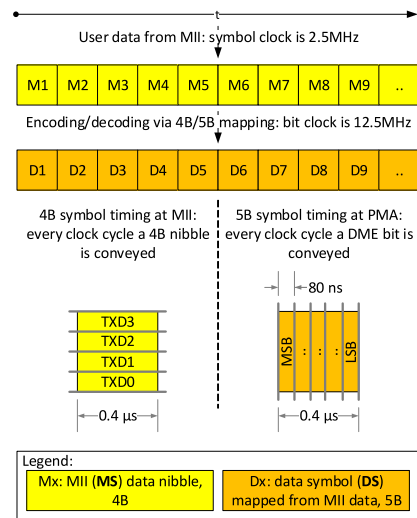 t
User data from MII: symbol clock is 2.5MHz
M1 M2 M3 M4 M5 M6 M7 M8 M9 ..
Encoding/decoding via 4B/5B mapping: bit clock is 12.5MHz
D1 D2 D3 D4 D5 D6 D7 D8 D9 ..
4B symbol timing at MII:
every clock cycle a 4B nibble
is conveyed
5B symbol timing at PMA:
every clock cycle a DME bit is
conveyed
TXD3
TXD2
TXD1
TXD0
0.4 µs
80 ns
MSB : : : LSB
0.4 µs
Legend:
Mx: MII (MS) data nibble,
4B
Dx: data symbol (DS)
mapped from MII data, 5B